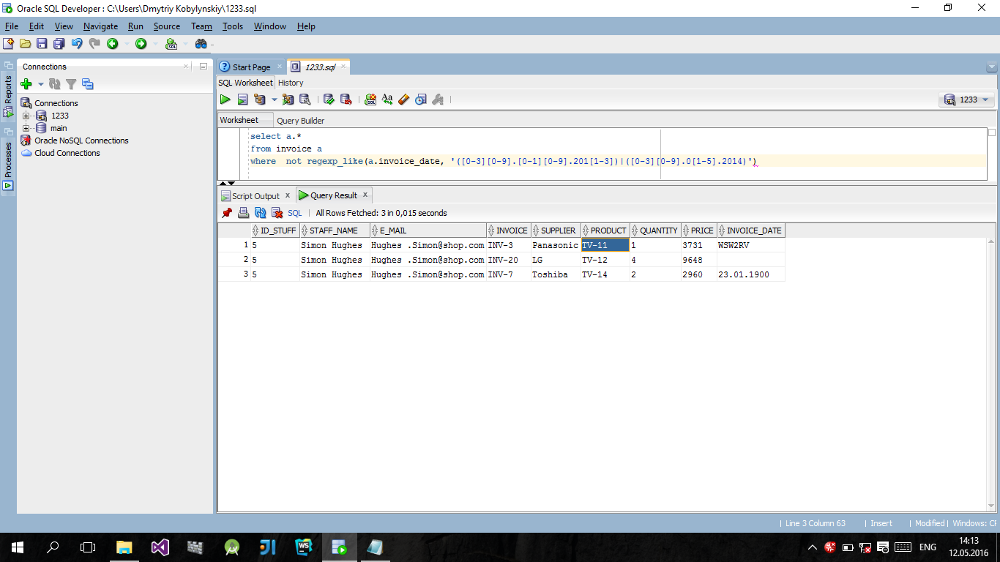 Oracle SQL Developer : C:\Users\Dmytriy Kobylynskiy\1233.sql
File Edit View Navigate Run Source Team Tools Window Help
Connections
Reports
Processes
Connections
1233
main
Oracle NoSQL Connections
Cloud Connections
Start Page 1233.sql
SQL Worksheet History
1233
Worksheet Query Builder
select a.*
from invoice a
where  not regexp_like(a.invoice_date, '([0-3][0-9].[0-1][0-9].201[1-3])|([0-3][0-9].0[1-5].2014)')
Script Output x Query Result x
SQL | All Rows Fetched: 3 in 0,015 seconds
ID_STUFF STAFF_NAME E_MAIL INVOICE SUPPLIER PRODUCT QUANTITY PRICE INVOICE_DATE
1 5 Simon Hughes Hughes .Simon@shop.com INV-3 Panasonic TV-11 1 3731 WSW2RV
2 5 Simon Hughes Hughes .Simon@shop.com INV-20 LG TV-12 4 9648
3 5 Simon Hughes Hughes .Simon@shop.com INV-7 Toshiba TV-14 2 2960 23.01.1900
| Line 3 Column 63 | Insert | Modified | Windows: CR
WS
ENG
14:13
12.05.2016